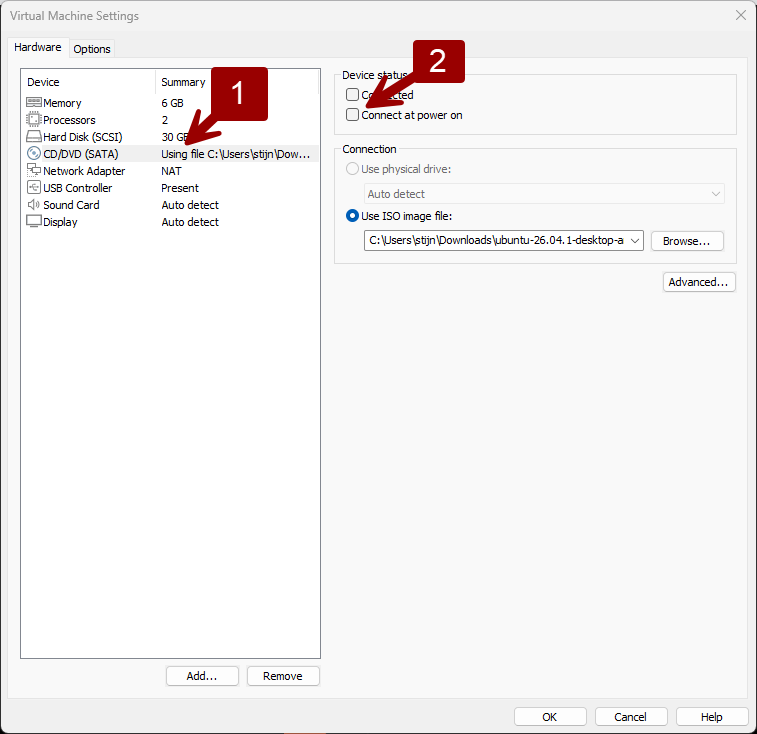 Virtual Machine Settings
Hardware Options
Device Summary
Memory 6 GB
Processors 2
Hard Disk (SCSI) 30 GB
CD/DVD (SATA) Using file C:\Users\stijn\Dow...
Network Adapter NAT
USB Controller Present
Sound Card Auto detect
Display Auto detect
1
2
Device status
Connected
Connect at power on
Connection
Use physical drive:
Auto detect
Use ISO image file:
C:\Users\stijn\Downloads\ubuntu-26.04.1-desktop-a
Browse...
Advanced...
Add... Remove
OK Cancel Help